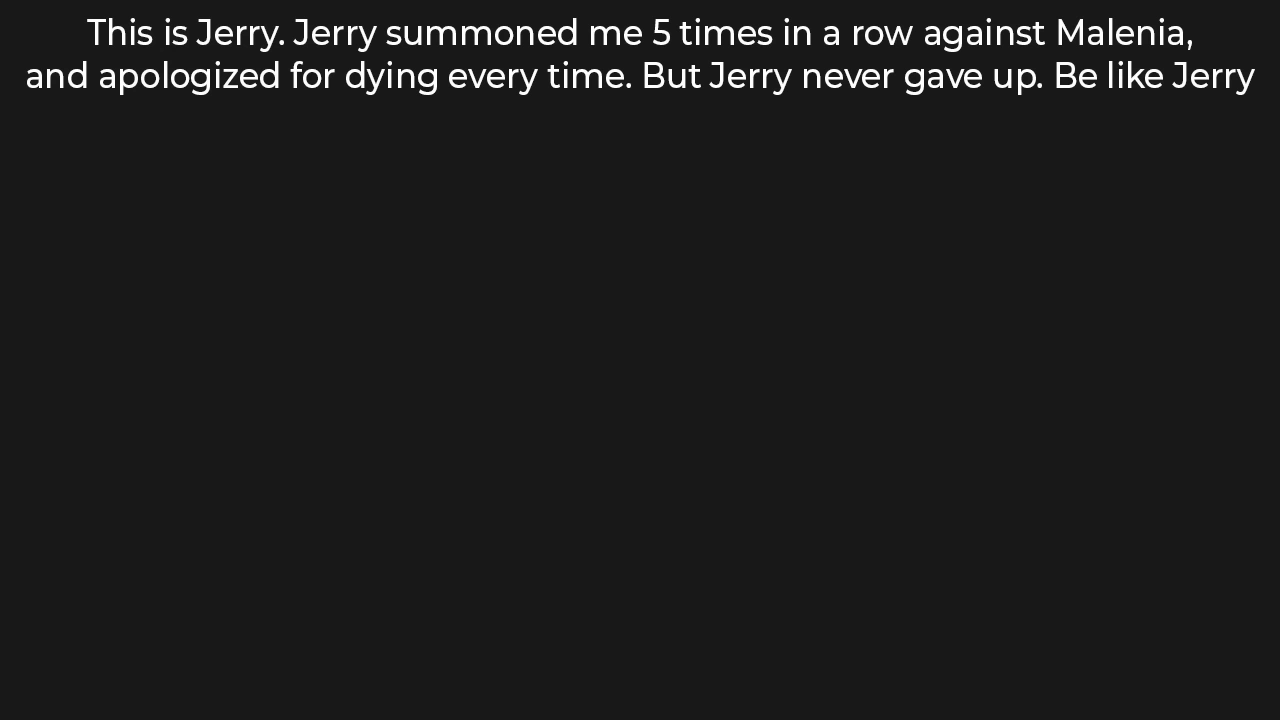 This is Jerry. Jerry summoned me 5 times in a row against Malenia,
and apologized for dying every time. But Jerry never gave up. Be like Jerry